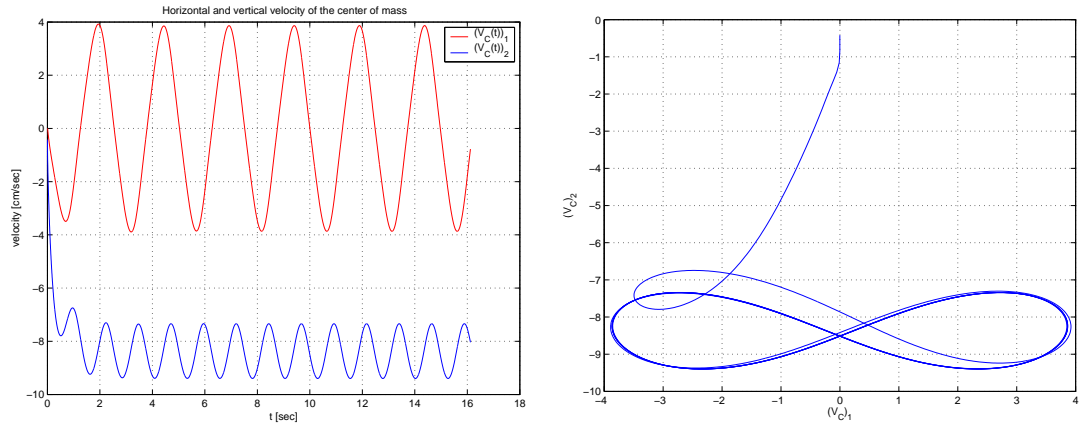 Horizontal and vertical velocity of the center of mass
4
2
0
−2
−4
−6
−8
−10
velocity [cm/sec]
0 2 4 6 8 10 12 14 16 18
t [sec]
(V_C(t))_1
(V_C(t))_2
0
−1
−2
−3
−4
−5
−6
−7
−8
−9
−10
(V_C)_2
−4 −3 −2 −1 0 1 2 3 4
(V_C)_1